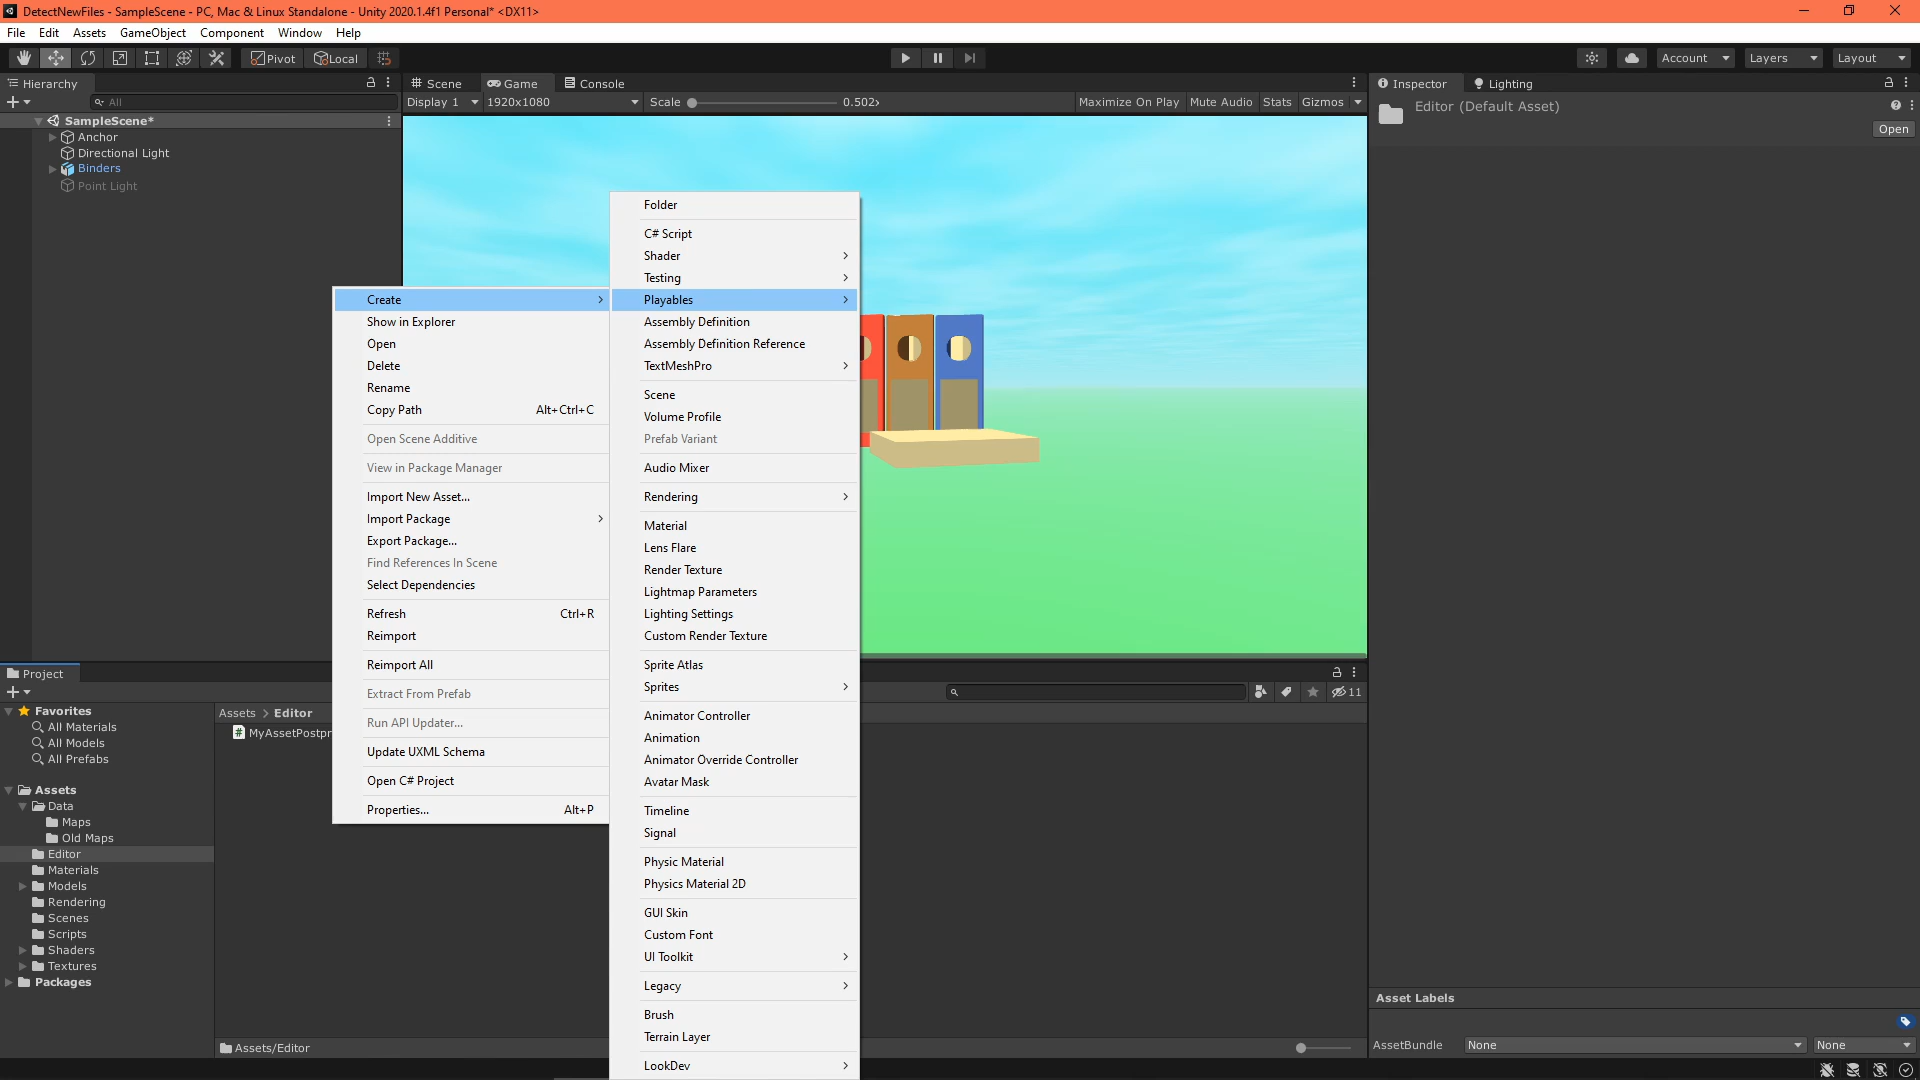 DetectNewFiles - SampleScene - PC, Mac & Linux Standalone - Unity 2020.1.4f1 Personal* <DX11>
File Edit Assets GameObject Component Window Help
Pivot Local Account Layers Layout
Hierarchy
All
SampleScene*
Anchor
Directional Light
Binders
Point Light
Scene Game Console
Display 1 1920x1080 Scale 0.502x Maximize On Play Mute Audio Stats Gizmos
Inspector Lighting
Editor (Default Asset)
Open
Create
Show in Explorer
Open
Delete
Rename
Copy Path Alt+Ctrl+C
Open Scene Additive
View in Package Manager
Import New Asset...
Import Package
Export Package...
Find References In Scene
Select Dependencies
Refresh Ctrl+R
Reimport
Reimport All
Extract From Prefab
Run API Updater...
Update UXML Schema
Open C# Project
Properties... Alt+P
Folder
C# Script
Shader
Testing
Playables
Assembly Definition
Assembly Definition Reference
TextMeshPro
Scene
Volume Profile
Prefab Variant
Audio Mixer
Rendering
Material
Lens Flare
Render Texture
Lightmap Parameters
Lighting Settings
Custom Render Texture
Sprite Atlas
Sprites
Animator Controller
Animation
Animator Override Controller
Avatar Mask
Timeline
Signal
Physic Material
Physics Material 2D
GUI Skin
Custom Font
UI Toolkit
Legacy
Brush
Terrain Layer
LookDev
Project
11
Favorites
All Materials
All Models
All Prefabs
Assets
Data
Maps
Old Maps
Editor
Materials
Models
Rendering
Scenes
Scripts
Shaders
Textures
Packages
Assets > Editor
MyAssetPostpr
Assets/Editor
Asset Labels
AssetBundle None None